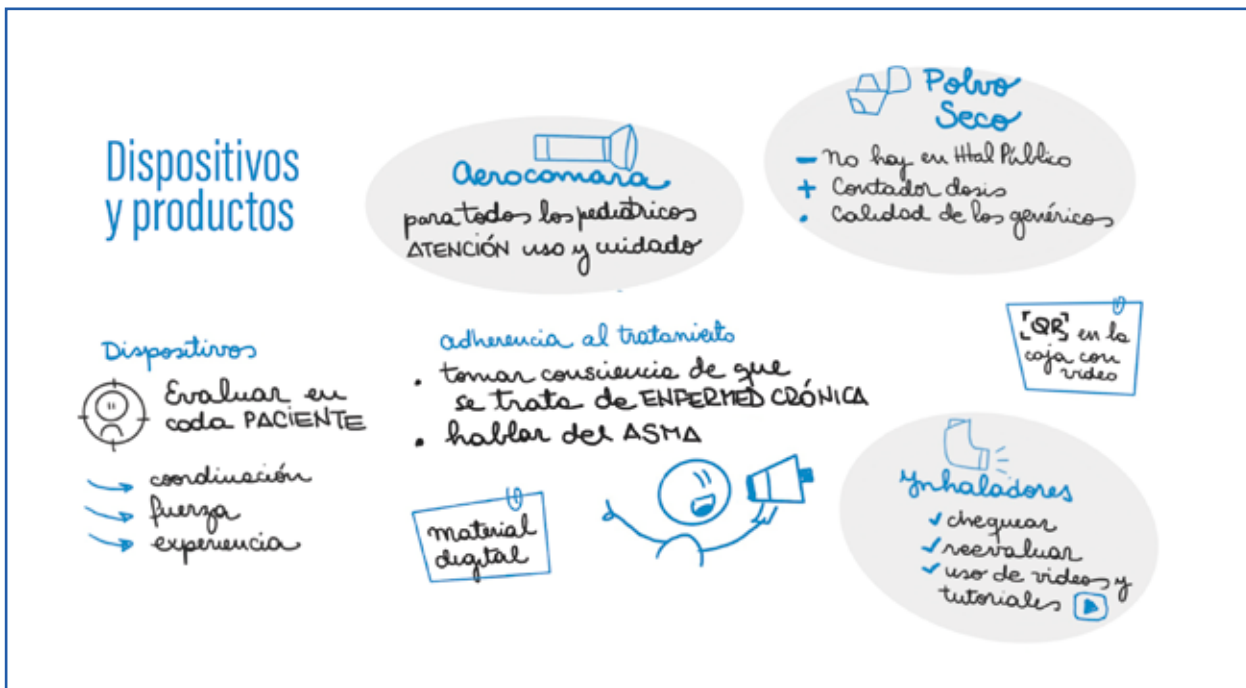 Dispositivos
y productos
Aerocamara
para todos los pediátricos
ATENCIÓN uso y cuidado
Polvo
Seco
- no hay en Htal Público
+ Contador dosis
• calidad de los genéricos
Dispositivos
Evaluar en
cada PACIENTE
coordinación
fuerza
experiencia
adherencia al tratamiento
• tomar consciencia de que
se trata de ENFERMED CRÓNICA
• hablar del ASMA
material
digital
QR en la
caja con
video
Ynhaladores
✓ chequear
✓ reevaluar
✓ uso de videos y
tutoriales